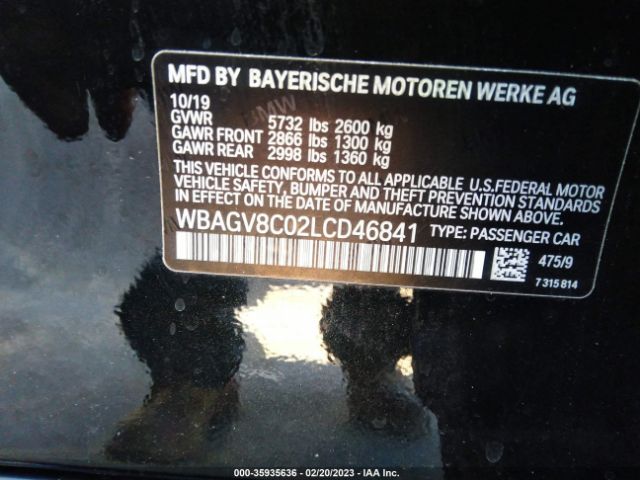 MFD BY BAYERISCHE MOTOREN WERKE AG
10/19
GVWR 5732 lbs 2600 kg
GAWR FRONT 2866 lbs 1300 kg
GAWR REAR 2998 lbs 1360 kg
THIS VEHICLE CONFORMS TO ALL APPLICABLE U.S.FEDERAL MOTOR
VEHICLE SAFETY, BUMPER AND THEFT PREVENTION STANDARDS
IN EFFECT ON THE DATE OF MANUFACTURE SHOWN ABOVE.
WBAGV8C02LCD46841 TYPE: PASSENGER CAR
475/9
7 315 814
BMW
000-35935636 - 02/20/2023 - IAA Inc.